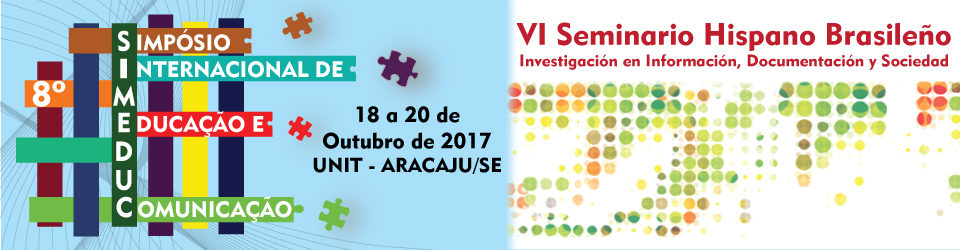 8º
SIMEDUC
SIMPÓSIO
INTERNACIONAL DE
EDUCAÇÃO E
COMUNICAÇÃO
18 a 20 de
Outubro de 2017
UNIT - ARACAJU/SE
VI Seminario Hispano Brasileño
Investigación en Información, Documentación y Sociedad
2017